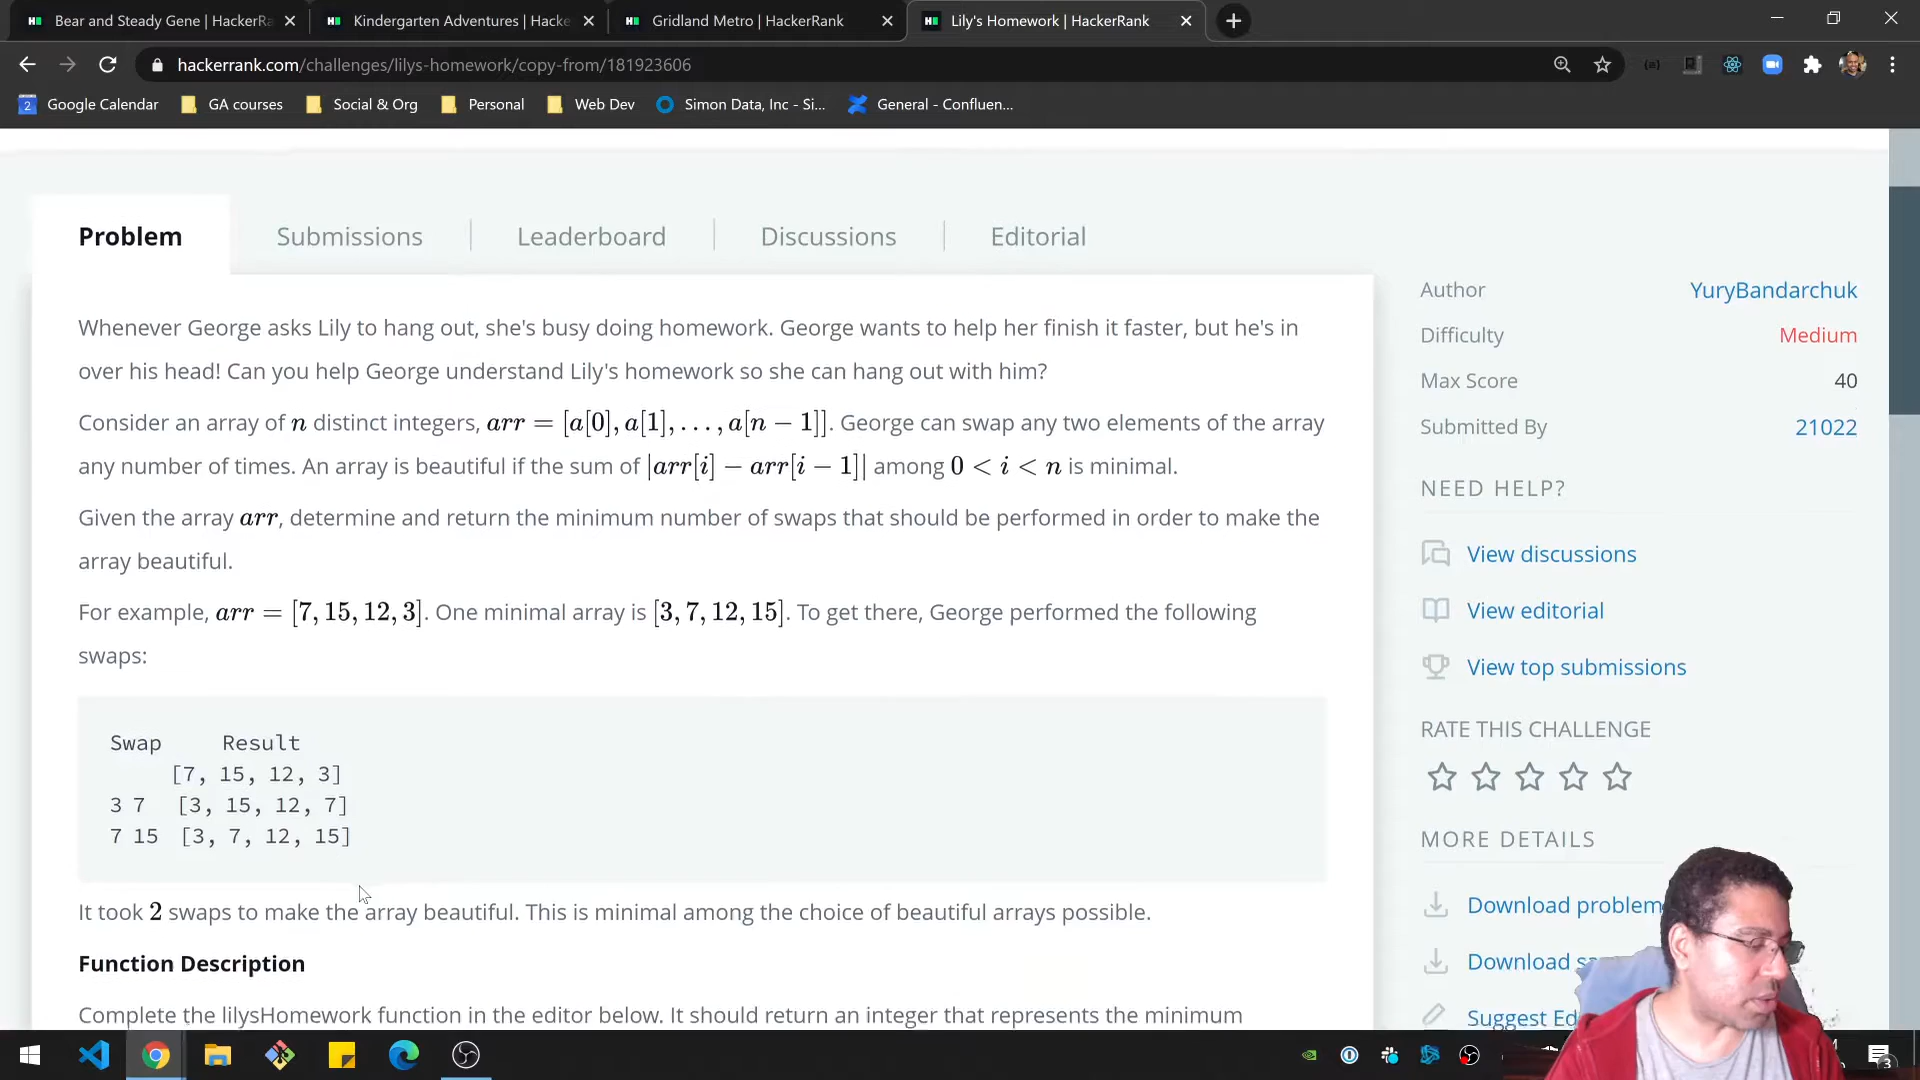 Bear and Steady Gene | HackerRa
Kindergarten Adventures | Hacke
Gridland Metro | HackerRank
Lily's Homework | HackerRank
hackerrank.com/challenges/lilys-homework/copy-from/181923606
2 Google Calendar
GA courses
Social & Org
Personal
Web Dev
Simon Data, Inc - Si...
General - Confluen...
Problem
Submissions
Leaderboard
Discussions
Editorial
Whenever George asks Lily to hang out, she's busy doing homework. George wants to help her finish it faster, but he's in
over his head! Can you help George understand Lily's homework so she can hang out with him?
Consider an array of n distinct integers, arr = [a[0], a[1], . . . , a[n − 1]]. George can swap any two elements of the array
any number of times. An array is beautiful if the sum of |arr[i] − arr[i − 1]| among 0 < i < n is minimal.
Given the array arr, determine and return the minimum number of swaps that should be performed in order to make the
array beautiful.
For example, arr = [7, 15, 12, 3]. One minimal array is [3, 7, 12, 15]. To get there, George performed the following
swaps:
Swap Result
[7, 15, 12, 3]
3 7 [3, 15, 12, 7]
7 15 [3, 7, 12, 15]
It took 2 swaps to make the array beautiful. This is minimal among the choice of beautiful arrays possible.
Function Description
Complete the lilysHomework function in the editor below. It should return an integer that represents the minimum
Author YuryBandarchuk
Difficulty Medium
Max Score 40
Submitted By 21022
NEED HELP?
View discussions
View editorial
View top submissions
RATE THIS CHALLENGE
MORE DETAILS
Download problem
Download
Suggest Ed
3